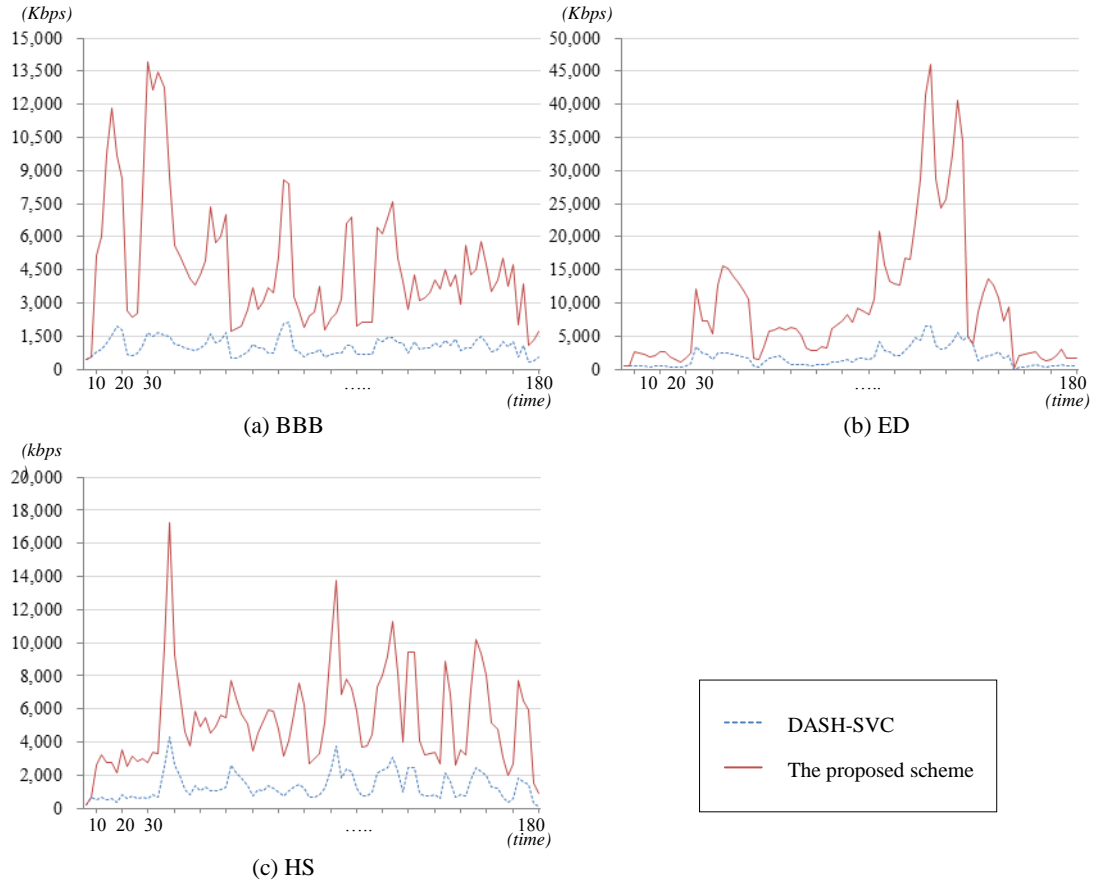 (Kbps)
15,000
13,500
12,000
10,500
9,000
7,500
6,000
4,500
3,000
1,500
0
10 20 30 ..... 180
(time)
(a) BBB
(Kbps)
50,000
45,000
40,000
35,000
30,000
25,000
20,000
15,000
10,000
5,000
0
10 20 30 ..... 180
(time)
(b) ED
(kbps
)
20,000
18,000
16,000
14,000
12,000
10,000
8,000
6,000
4,000
2,000
0
10 20 30 ..... 180
(time)
(c) HS
DASH-SVC
The proposed scheme